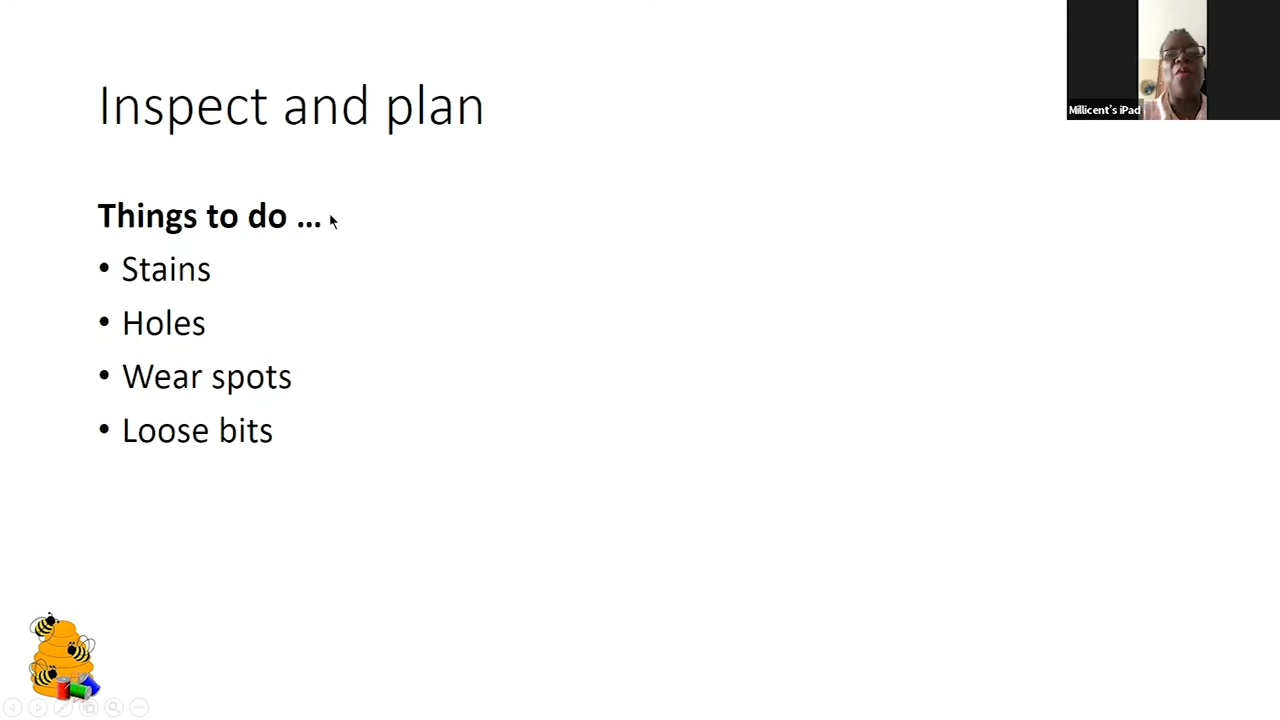 Inspect and plan
Millicent's iPad
Things to do ...
• Stains
• Holes
• Wear spots
• Loose bits